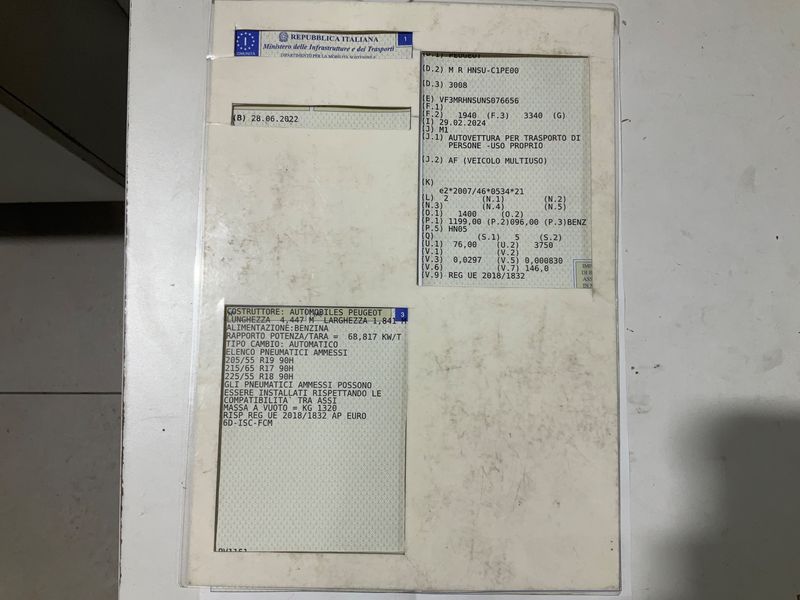 REPUBBLICA ITALIANA
1
I
Ministero delle Infrastrutture e dei Trasporti
(B) 28.06.2022
(D.1) PEUGEOT
(D.2) M R HNSU-C1PE00
(D.3) 3008
(E) VF3MRHNSUNS076656
(F.1)
(F.2) 1940 (F.3) 3340 (G)
(I) 29.02.2024
(J) M1
(J.1) AUTOVETTURA PER TRASPORTO DI
PERSONE -USO PROPRIO
(J.2) AF (VEICOLO MULTIUSO)
(K)
e2*2007/46*0534*21
(L) 2 (N.1) (N.2)
(N.3) (N.4) (N.5)
(O.1) 1400 (O.2)
(P.1) 1199,00 (P.2)096,00 (P.3)BENZ
(P.5) HN05
(Q) (S.1) 5 (S.2)
(U.1) 76,00 (U.2) 3750
(V.1) (V.2)
(V.3) 0,0297 (V.5) 0,000830
(V.6) (V.7) 146,0
(V.9) REG UE 2018/1832
COSTRUTTORE: AUTOMOBILES PEUGEOT
3
LUNGHEZZA 4,447 M LARGHEZZA 1,841 M
ALIMENTAZIONE:BENZINA
RAPPORTO POTENZA/TARA = 68,817 KW/T
TIPO CAMBIO: AUTOMATICO
ELENCO PNEUMATICI AMMESSI
205/55 R19 90H
215/65 R17 90H
225/55 R18 90H
GLI PNEUMATICI AMMESSI POSSONO
ESSERE INSTALLATI RISPETTANDO LE
COMPATIBILITA' TRA ASSI
MASSA A VUOTO = KG 1320
RISP REG UE 2018/1832 AP EURO
6D-ISC-FCM